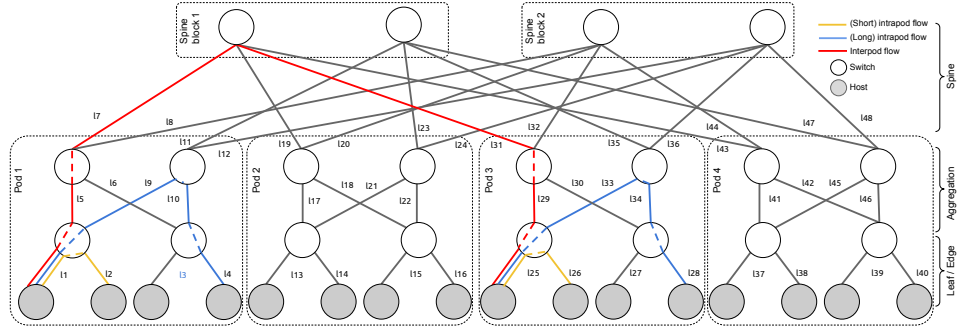 Spine
block 1
Spine
block 2
(Short) intrapod flow
(Long) intrapod flow
Interpod flow
Switch
Host
Spine
l7
l8
l11
l12
l19
l20
l23
l24
l31
l32
l35
l36
l44
l43
l47
l48
Pod 1
Pod 2
Pod 3
Pod 4
Aggregation
l5
l6
l9
l10
l17
l18
l21
l22
l29
l30
l33
l34
l41
l42
l45
l46
Leaf / Edge
l1
l2
l3
l4
l13
l14
l15
l16
l25
l26
l27
l28
l37
l38
l39
l40